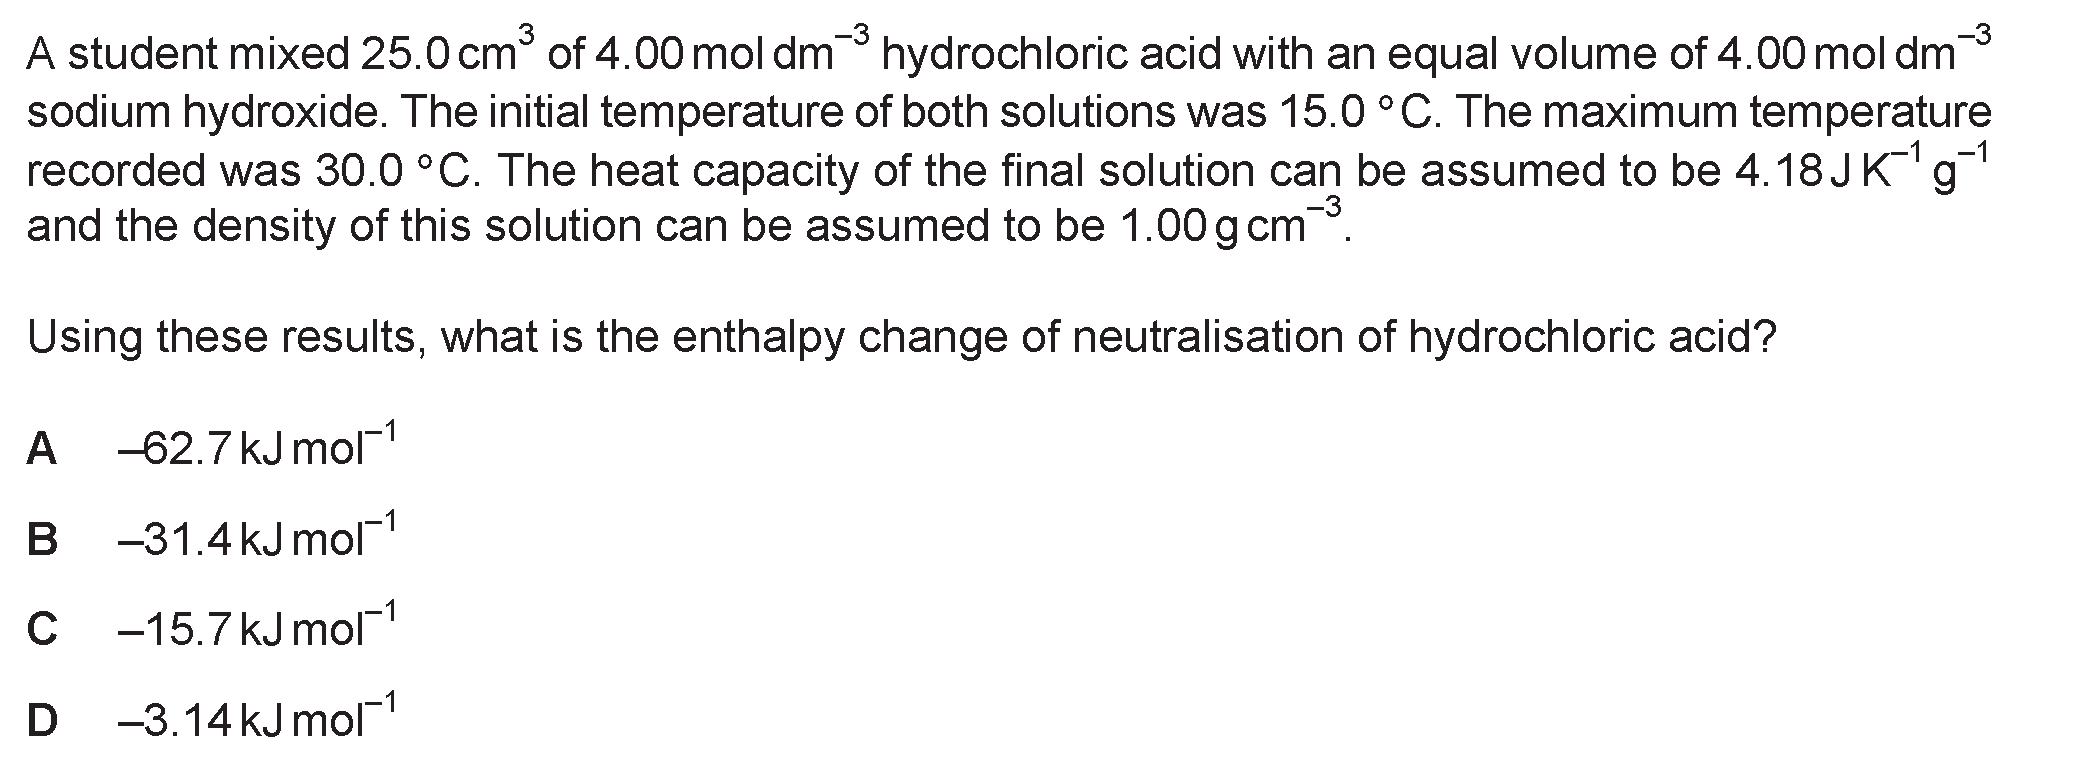 A student mixed 25.0 cm³ of 4.00 mol dm⁻³ hydrochloric acid with an equal volume of 4.00 mol dm⁻³
sodium hydroxide. The initial temperature of both solutions was 15.0 °C. The maximum temperature
recorded was 30.0 °C. The heat capacity of the final solution can be assumed to be 4.18 J K⁻¹ g⁻¹
and the density of this solution can be assumed to be 1.00 g cm⁻³.
Using these results, what is the enthalpy change of neutralisation of hydrochloric acid?
A –62.7 kJ mol⁻¹
B –31.4 kJ mol⁻¹
C –15.7 kJ mol⁻¹
D –3.14 kJ mol⁻¹